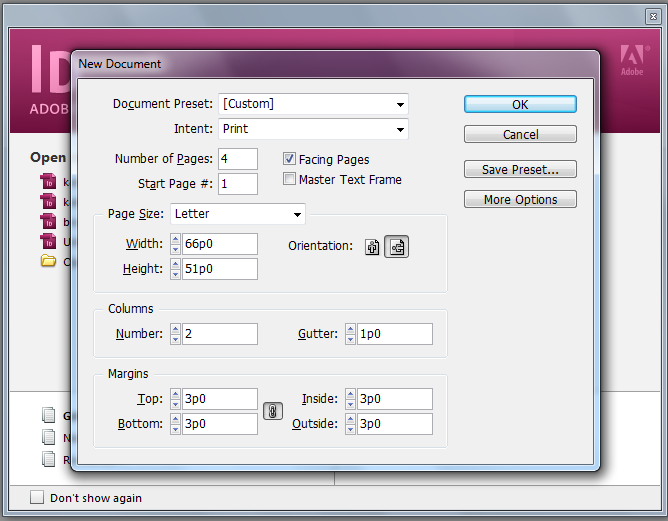 ID
Adobe
ADOB
New Document
Document Preset: [Custom]
OK
Intent: Print
Cancel
Number of Pages: 4
Facing Pages
Save Preset...
Start Page #: 1
Master Text Frame
More Options
Page Size: Letter
Width: 66p0
Orientation:
Height: 51p0
Columns
Number: 2
Gutter: 1p0
Margins
Top: 3p0
Inside: 3p0
Bottom: 3p0
Outside: 3p0
Open
k
k
b
U
G
N
R
Don't show again